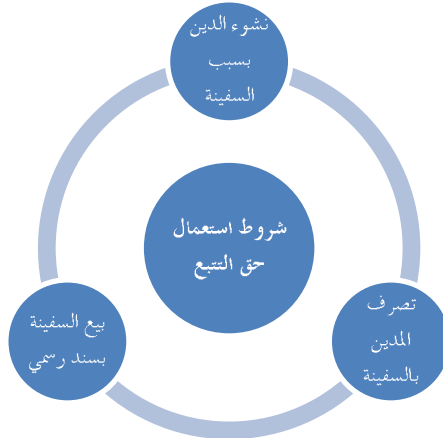 نشوء الدين
بسبب
السفينة
شروط استعمال
حق التتبع
تصرف
المدين
بالسفينة
بيع السفينة
بسند رسمي